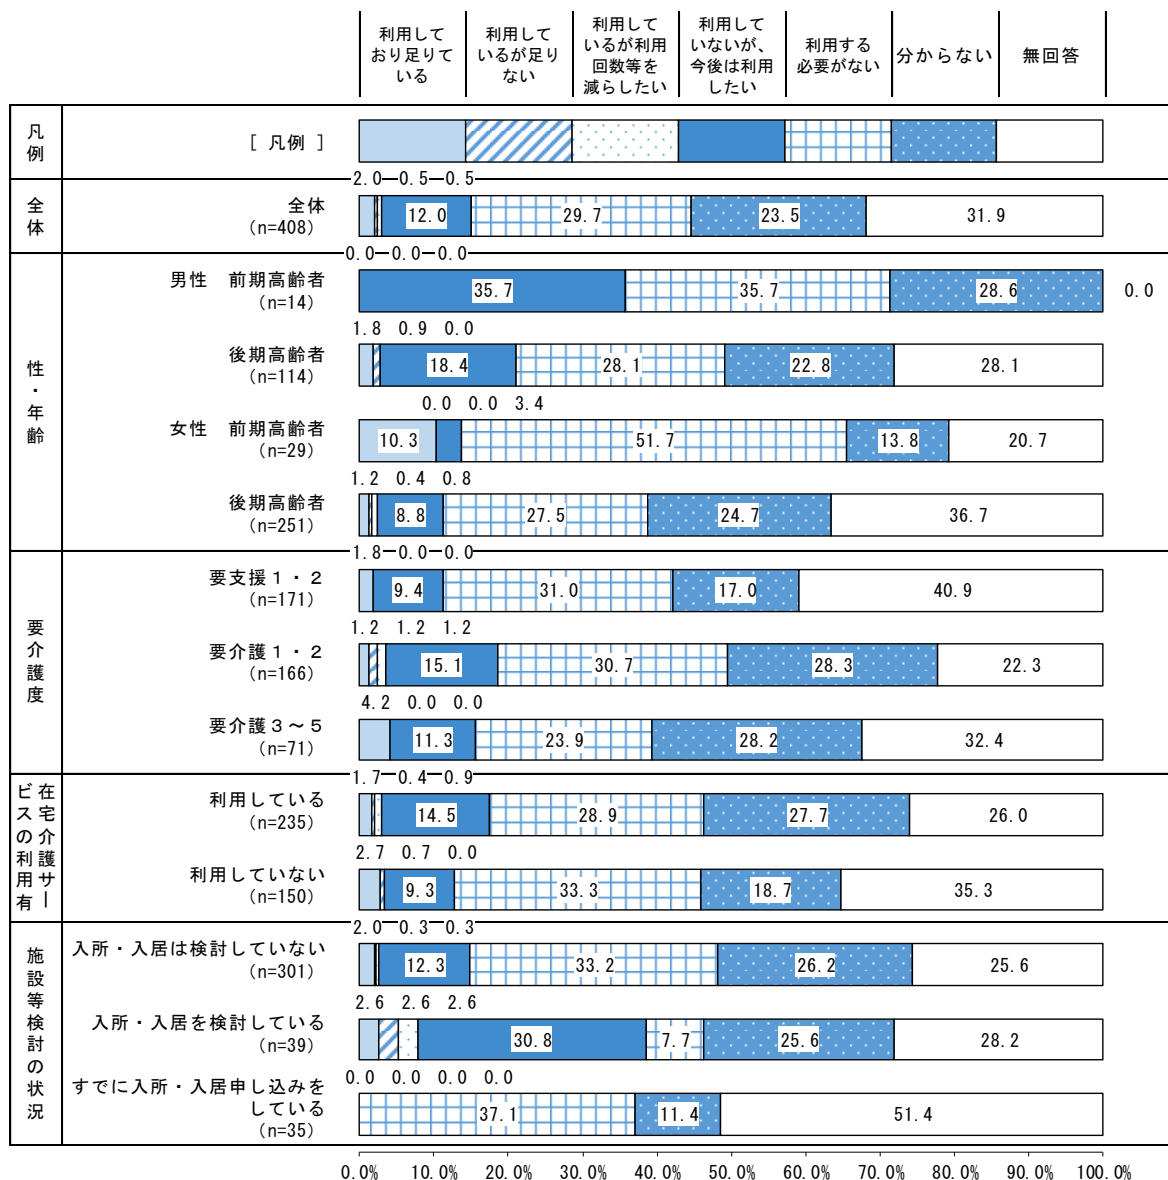 利用して
おり足りて
いる
利用して
いるが足り
ない
利用して
いるが利用
回数等を
減らしたい
利用して
いないが、
今後は利用
したい
利用する
必要がない
分からない
無回答
凡例
[ 凡例 ]
全体
2.0 0.5 0.5
全体
(n=408)
12.0 29.7 23.5 31.9
性・年齢
0.0 0.0 0.0
男性 前期高齢者
(n=14)
35.7 35.7 28.6 0.0
1.8 0.9 0.0
後期高齢者
(n=114)
18.4 28.1 22.8 28.1
0.0 0.0 3.4
女性 前期高齢者
(n=29)
10.3 51.7 13.8 20.7
1.2 0.4 0.8
後期高齢者
(n=251)
8.8 27.5 24.7 36.7
要介護度
1.8 0.0 0.0
要支援1・2
(n=171)
9.4 31.0 17.0 40.9
1.2 1.2 1.2
要介護1・2
(n=166)
15.1 30.7 28.3 22.3
4.2 0.0 0.0
要介護3～5
(n=71)
11.3 23.9 28.2 32.4
在宅介護サー
ビスの利用有
1.7 0.4 0.9
利用している
(n=235)
14.5 28.9 27.7 26.0
2.7 0.7 0.0
利用していない
(n=150)
9.3 33.3 18.7 35.3
施設等検討の状況
2.0 0.3 0.3
入所・入居は検討していない
(n=301)
12.3 33.2 26.2 25.6
2.6 2.6 2.6
入所・入居を検討している
(n=39)
30.8 7.7 25.6 28.2
0.0 0.0 0.0 0.0
すでに入所・入居申し込みを
している
(n=35)
37.1 11.4 51.4
0.0% 10.0% 20.0% 30.0% 40.0% 50.0% 60.0% 70.0% 80.0% 90.0% 100.0%